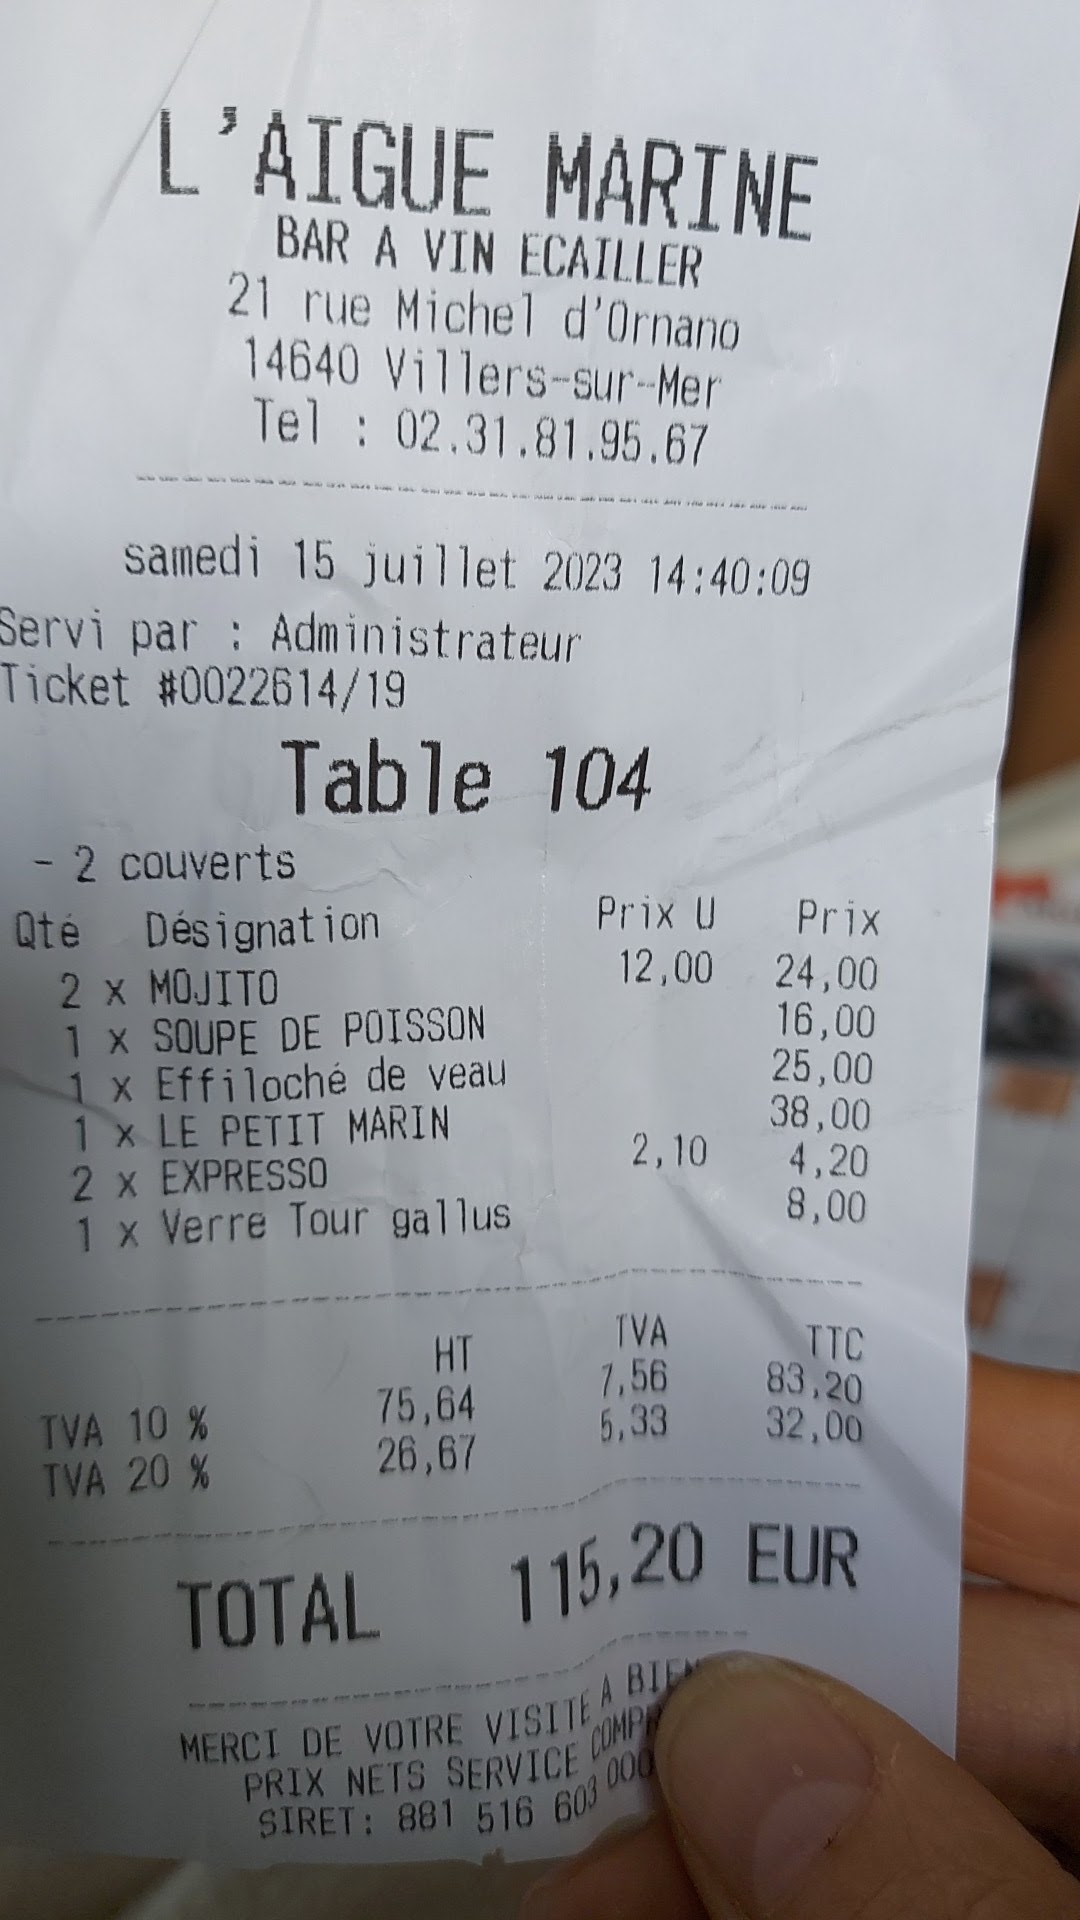 L'AIGUE MARINE
BAR A VIN ECAILLER
21 rue Michel d'Ornano
14640 Villers-sur-Mer
Tel : 02.31.81.95.67
samedi 15 juillet 2023 14:40:09
Servi par : Administrateur
Ticket #0022614/19
Table 104
- 2 couverts
Qté Désignation Prix U Prix
2 x MOJITO 12,00 24,00
1 x SOUPE DE POISSON 16,00
1 x Effiloché de veau 25,00
1 x LE PETIT MARIN 38,00
2 x EXPRESSO 2,10 4,20
1 x Verre Tour gallus 8,00
HT TVA TTC
TVA 10 % 75,64 7,56 83,20
TVA 20 % 26,67 5,33 32,00
TOTAL 115,20 EUR
MERCI DE VOTRE VISITE A BIEN
PRIX NETS SERVICE
SIRET: 881 516 603 000